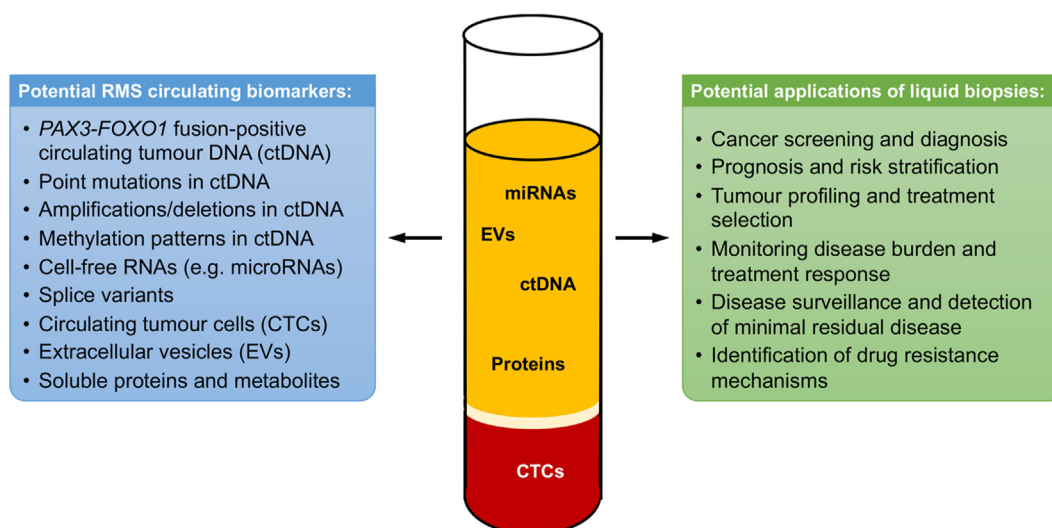 Potential RMS circulating biomarkers:
• PAX3-FOXO1 fusion-positive
circulating tumour DNA (ctDNA)
• Point mutations in ctDNA
• Amplifications/deletions in ctDNA
• Methylation patterns in ctDNA
• Cell-free RNAs (e.g. microRNAs)
• Splice variants
• Circulating tumour cells (CTCs)
• Extracellular vesicles (EVs)
• Soluble proteins and metabolites
miRNAs
EVs
ctDNA
Proteins
CTCs
Potential applications of liquid biopsies:
• Cancer screening and diagnosis
• Prognosis and risk stratification
• Tumour profiling and treatment
selection
• Monitoring disease burden and
treatment response
• Disease surveillance and detection
of minimal residual disease
• Identification of drug resistance
mechanisms